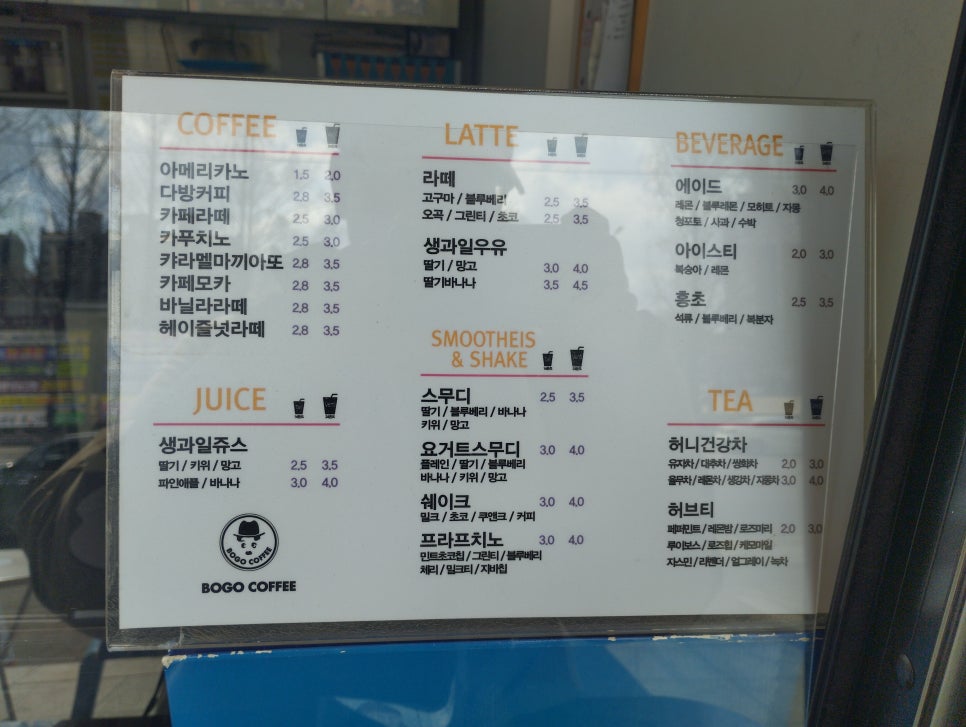 COFFEE
아메리카노 1.5 2.0
다방커피 2.8 3.5
카페라떼 2.5 3.0
카푸치노 2.5 3.0
캬라멜마끼아또 2.8 3.5
카페모카 2.8 3.5
바닐라라떼 2.8 3.5
헤이즐넛라떼 2.8 3.5
JUICE
생과일쥬스
딸기 / 키위 / 망고 2.5 3.5
파인애플 / 바나나 3.0 4.0
BOGO COFFEE
BOGO COFFEE
LATTE
라떼
고구마 / 블루베리 2.5 3.5
오곡 / 그린티 / 초코 2.5 3.5
생과일우유
딸기 / 망고 3.0 4.0
딸기바나나 3.5 4.5
SMOOTHEIS
& SHAKE
스무디 2.5 3.5
딸기 / 블루베리 / 바나나
키위 / 망고
요거트스무디 3.0 4.0
플레인 / 딸기 / 블루베리
바나나 / 키위 / 망고
쉐이크 3.0 4.0
밀크 / 초코 / 쿠앤크 / 커피
프라프치노 3.0 4.0
민트초코칩 / 그린티 / 블루베리
체리 / 밀크티 / 자바칩
BEVERAGE
에이드 3.0 4.0
레몬 / 블루레몬 / 모히트 / 자몽
청포도 / 사과 / 수박
아이스티 2.0 3.0
복숭아 / 레몬
홍초 2.5 3.5
석류 / 블루베리 / 복분자
TEA
허니건강차
유자차 / 대추차 / 쌍화차 2.0 3.0
율무차 / 레몬차 / 생강차 / 자몽차 3.0 4.0
허브티
페퍼민트 / 레몬밤 / 로즈마리 2.0 3.0
루이보스 / 로즈힙 / 케모마일
자스민 / 라벤더 / 얼그레이 / 녹차